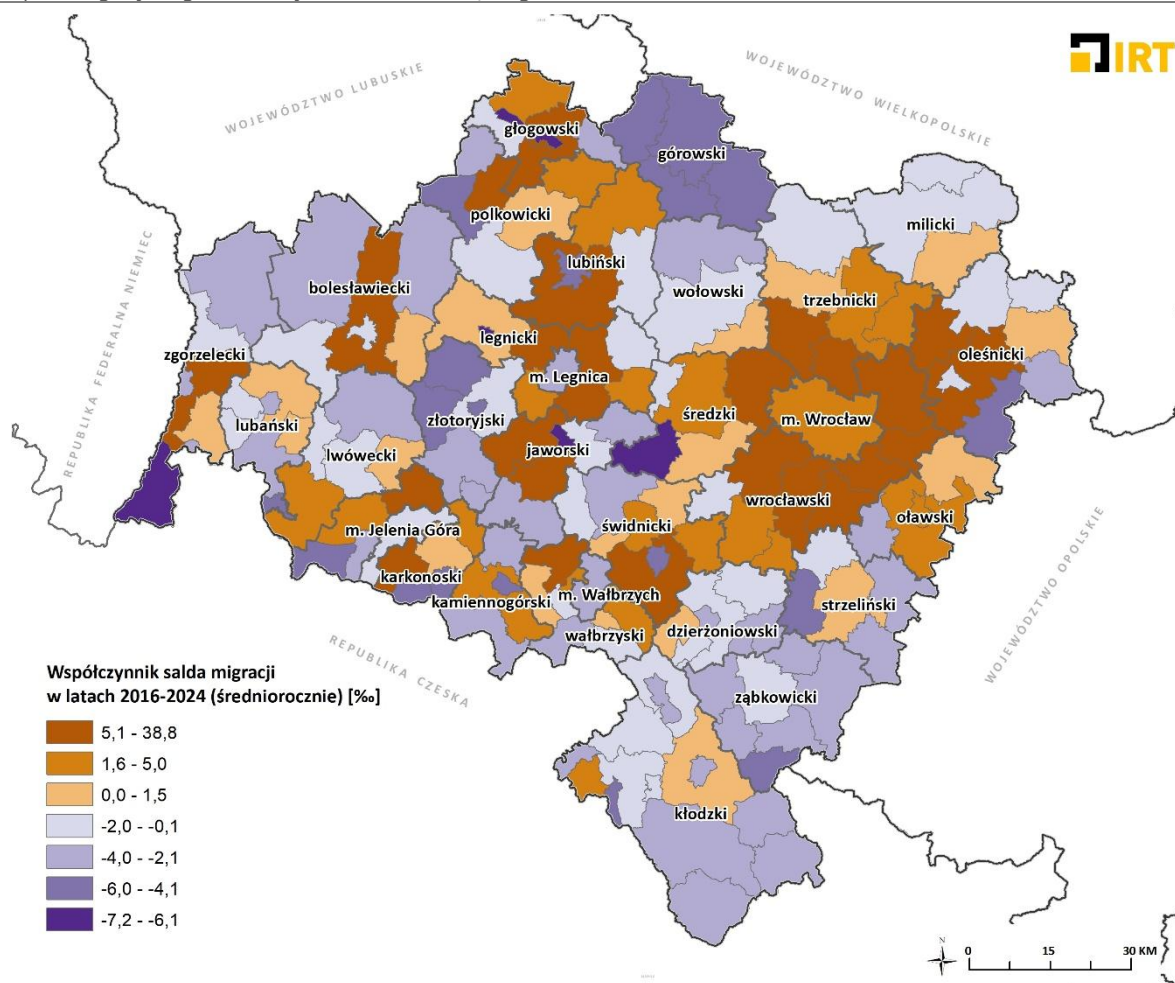 IRT
WOJEWÓDZTWO LUBUSKIE
WOJEWÓDZTWO WIELKOPOLSKIE
głogowski
górowski
polkowicki
milicki
lubiński
bolesławiecki
wołowski
trzebnicki
REPUBLIKA FEDERALNA NIEMIEC
legnicki
zgorzelecki
oleśnicki
m. Legnica
średzki
m. Wrocław
lubański
złotoryjski
jaworski
lwówecki
wrocławski
oławski
m. Jelenia Góra
świdnicki
karkonoski
kamiennogórski
m. Wałbrzych
strzeliński
wałbrzyski
dzierżoniowski
WOJEWÓDZTWO OPOLSKIE
REPUBLIKA CZESKA
ząbkowicki
kłodzki
Współczynnik salda migracji
w latach 2016-2024 (średniorocznie) [‰]
5,1 - 38,8
1,6 - 5,0
0,0 - 1,5
-2,0 - -0,1
-4,0 - -2,1
-6,0 - -4,1
-7,2 - -6,1
N
0 15 30 KM